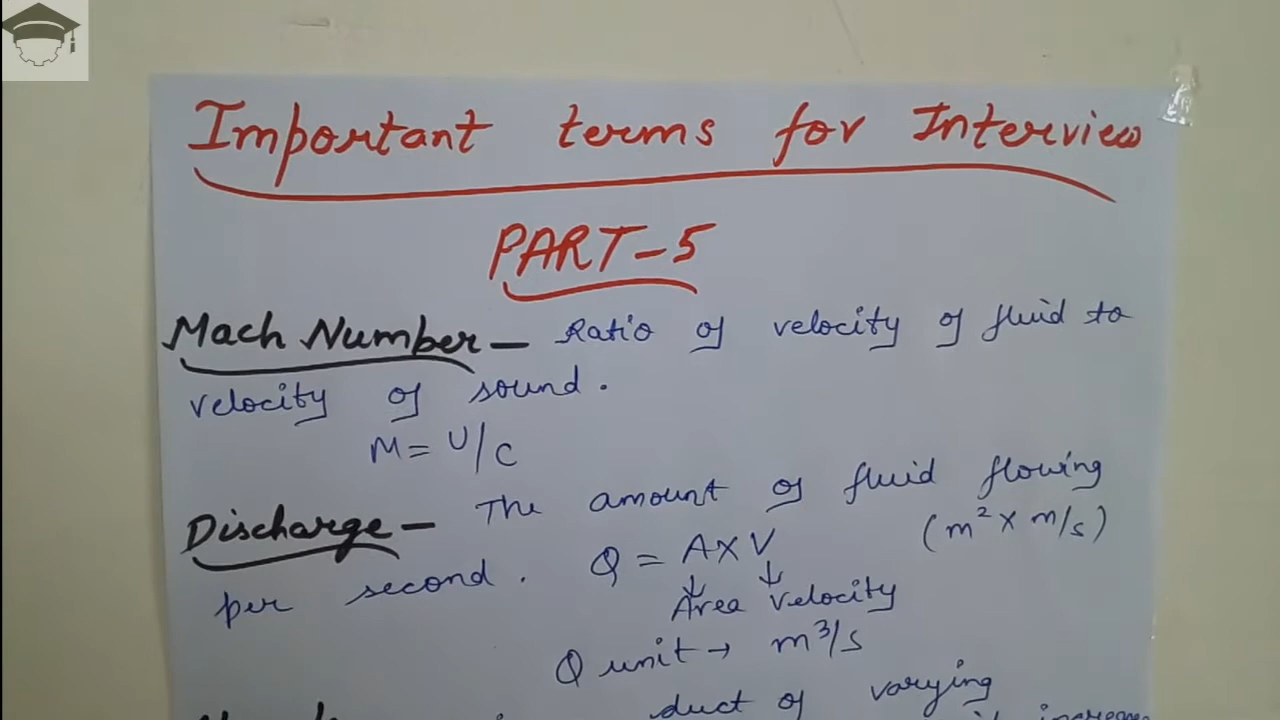 Important terms for Interview
PART-5
Mach Number - Ratio of velocity of fluid to
velocity of sound.
M = U/C
Discharge - The amount of fluid flowing
per second. Q = A x V (m² x m/s)
Area Velocity
Q unit → m³/s
duct of varying